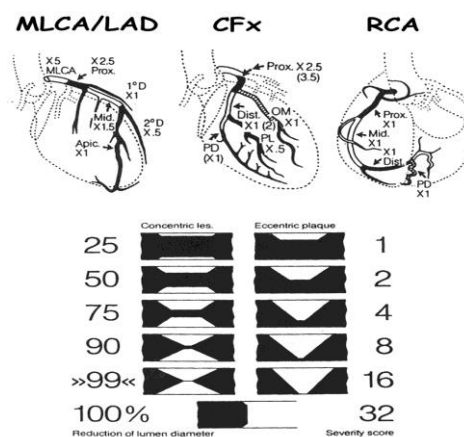 MLCA/LAD
CFx
RCA
X5
MLCA
X2.5
Prox.
1°D
X1
Mid.
X1,5
2°D
X.5
Apic.
X1
Prox. X2.5
(3.5)
Dist.
X1 (2)
OM
X1
PL
X.5
PD
(X1)
Prox.
X1
Mid.
X1
X1
Dist.
PD
X1
Concentric les.
Eccentric plaque
25
1
50
2
75
4
90
8
»99«
16
100%
32
Reduction of lumen diameter
Severity score